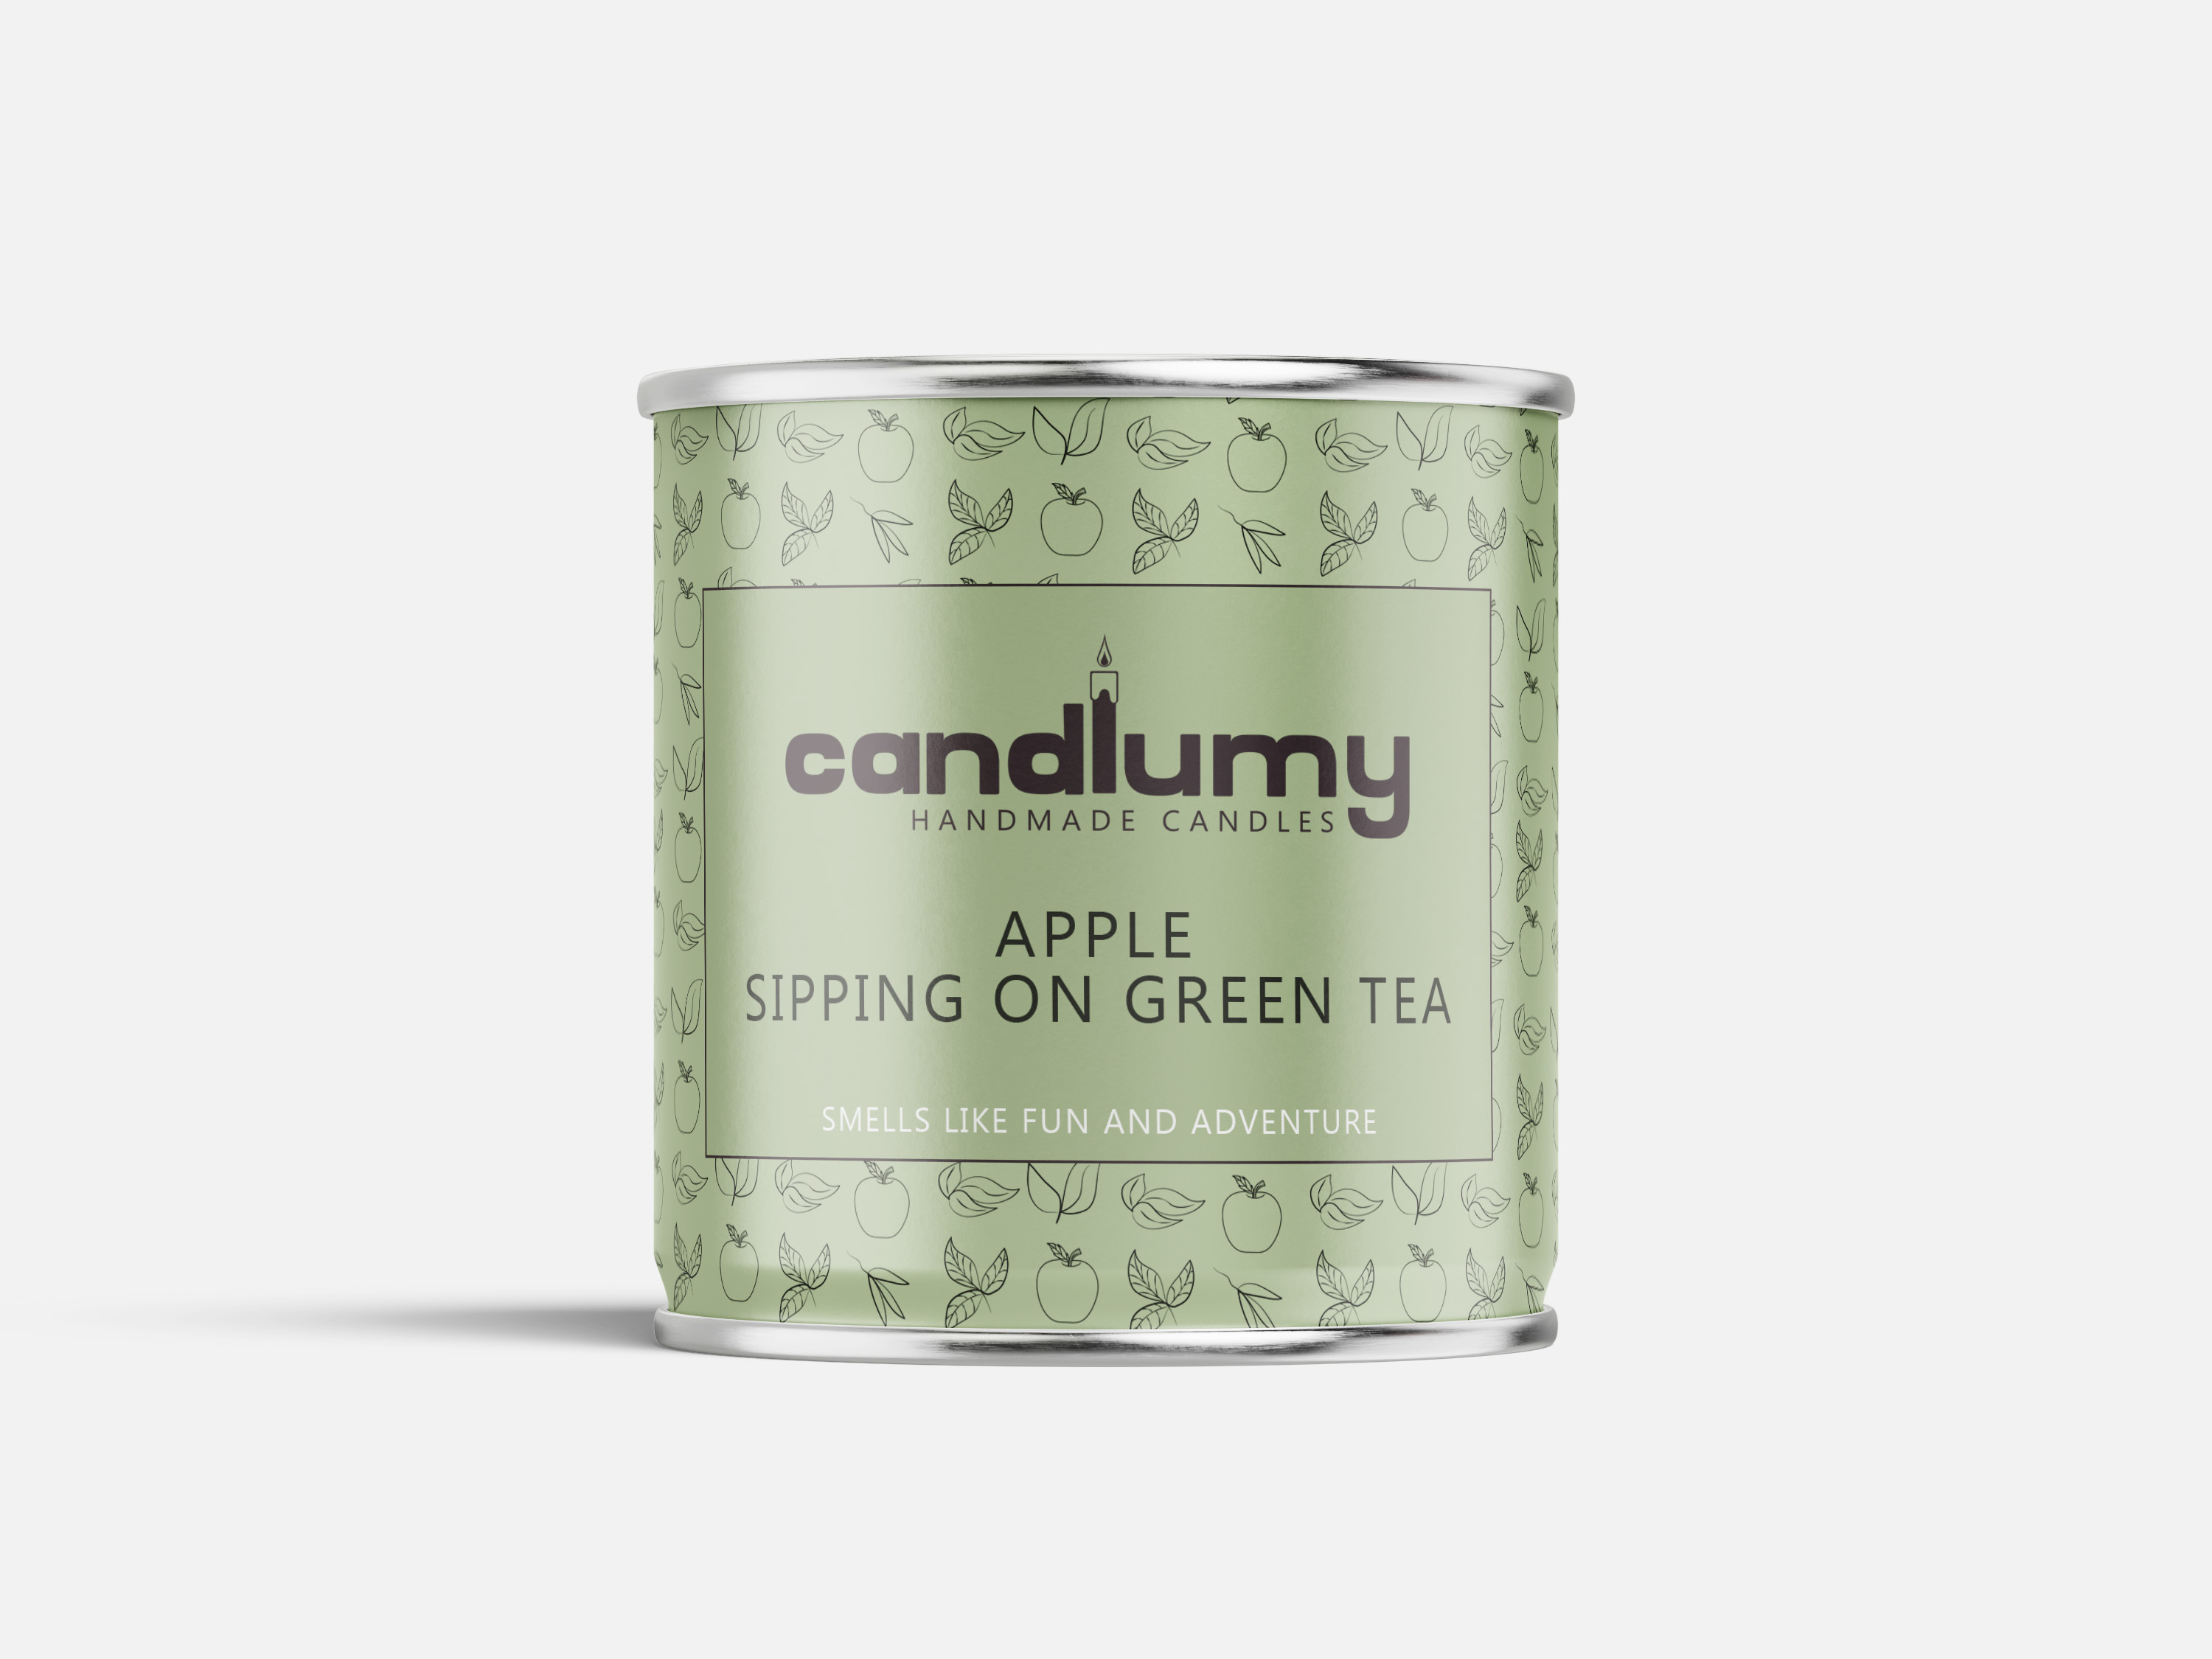 candlumy
HANDMADE CANDLES
APPLE
SIPPING ON GREEN TEA
SMELLS LIKE FUN AND ADVENTURE